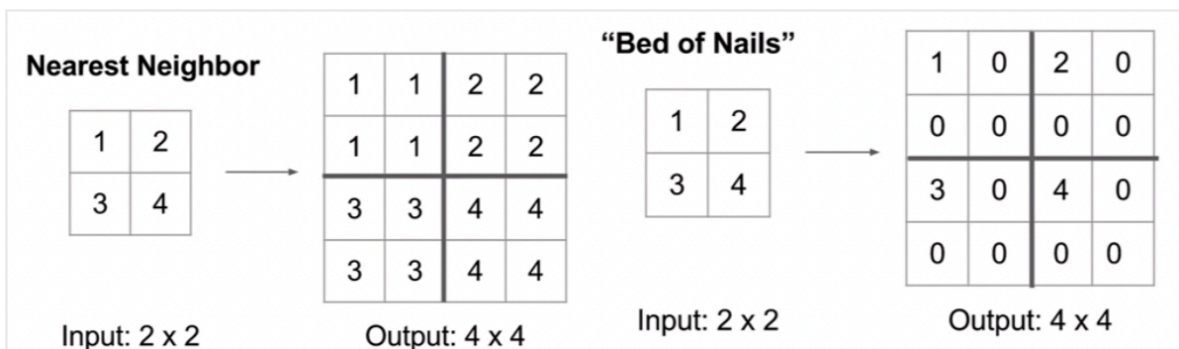 Nearest Neighbor
1 2
3 4
Input: 2 x 2
1 1 2 2
1 1 2 2
3 3 4 4
3 3 4 4
Output: 4 x 4
“Bed of Nails”
1 2
3 4
Input: 2 x 2
1 0 2 0
0 0 0 0
3 0 4 0
0 0 0 0
Output: 4 x 4